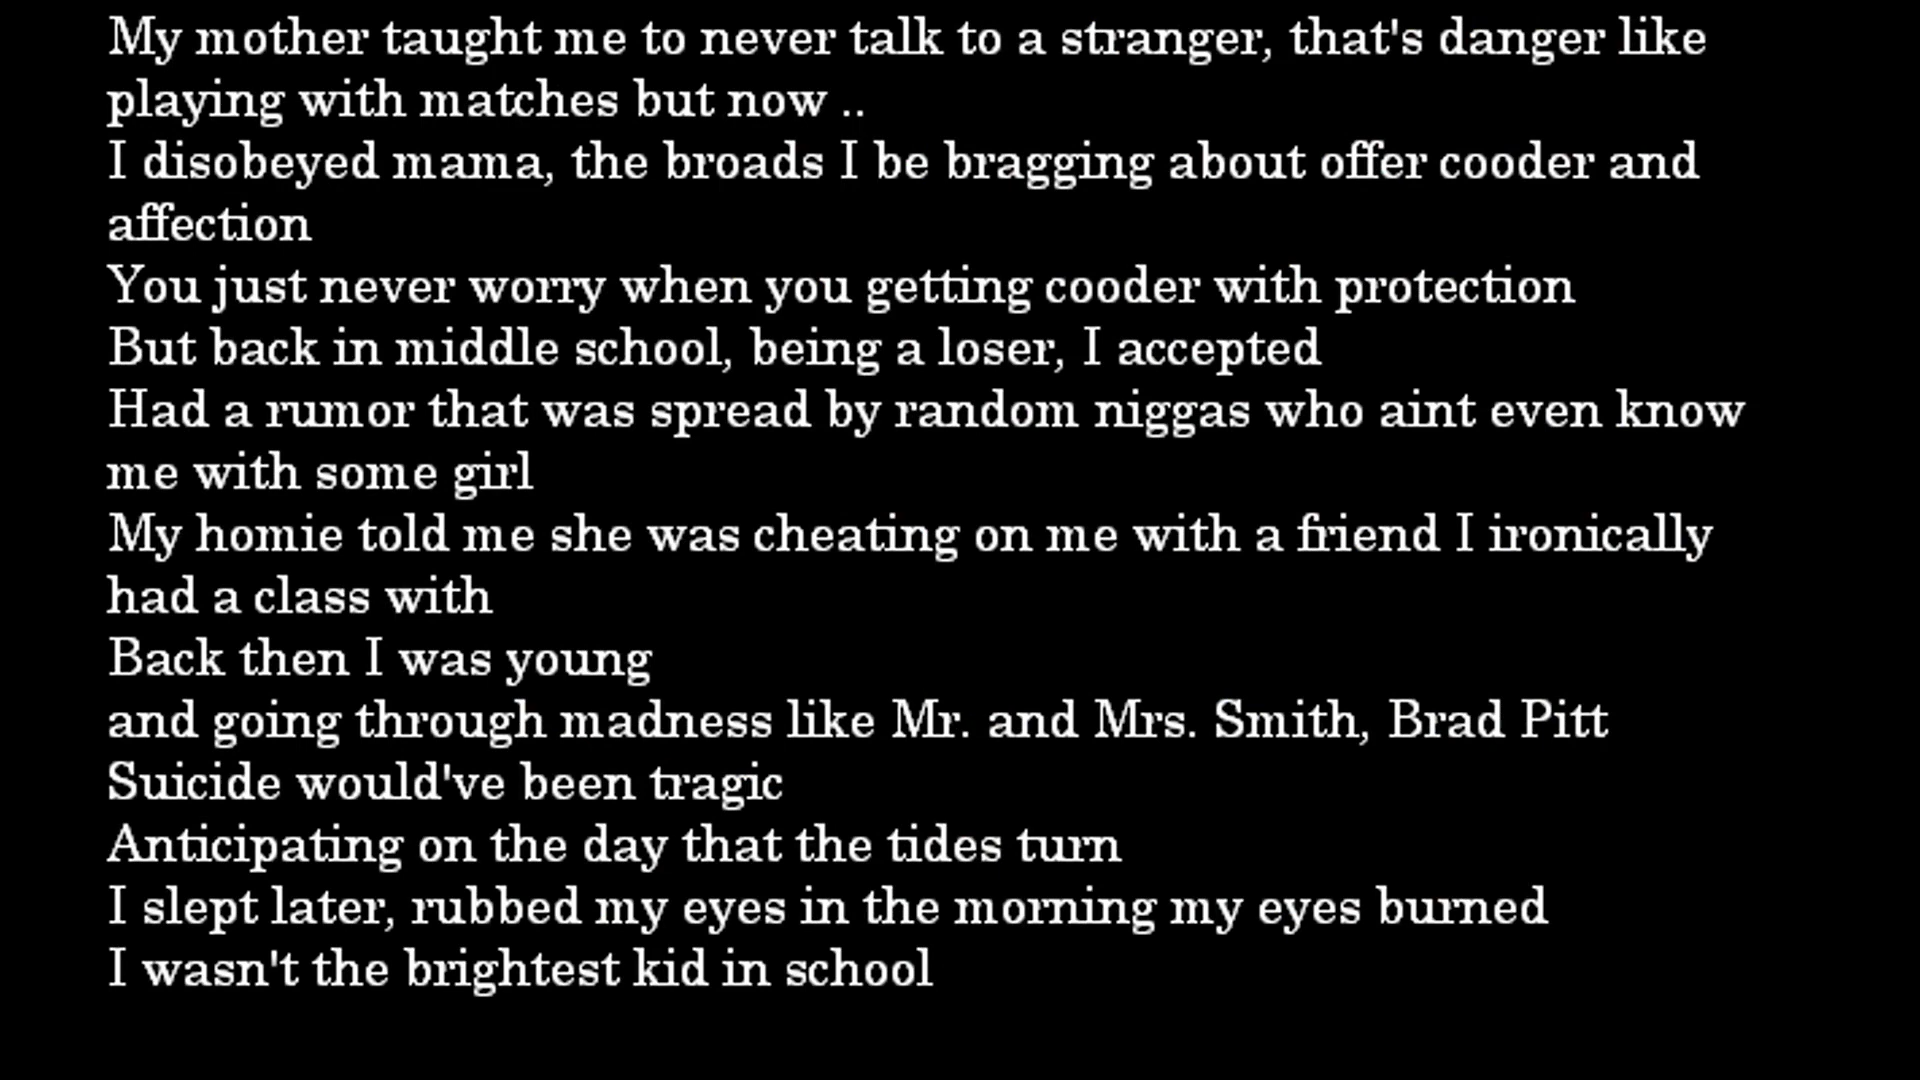 My mother taught me to never talk to a stranger, that's danger like
playing with matches but now ..
I disobeyed mama, the broads I be bragging about offer cooder and
affection
You just never worry when you getting cooder with protection
But back in middle school, being a loser, I accepted
Had a rumor that was spread by random niggas who aint even know
me with some girl
My homie told me she was cheating on me with a friend I ironically
had a class with
Back then I was young
and going through madness like Mr. and Mrs. Smith, Brad Pitt
Suicide would've been tragic
Anticipating on the day that the tides turn
I slept later, rubbed my eyes in the morning my eyes burned
I wasn't the brightest kid in school